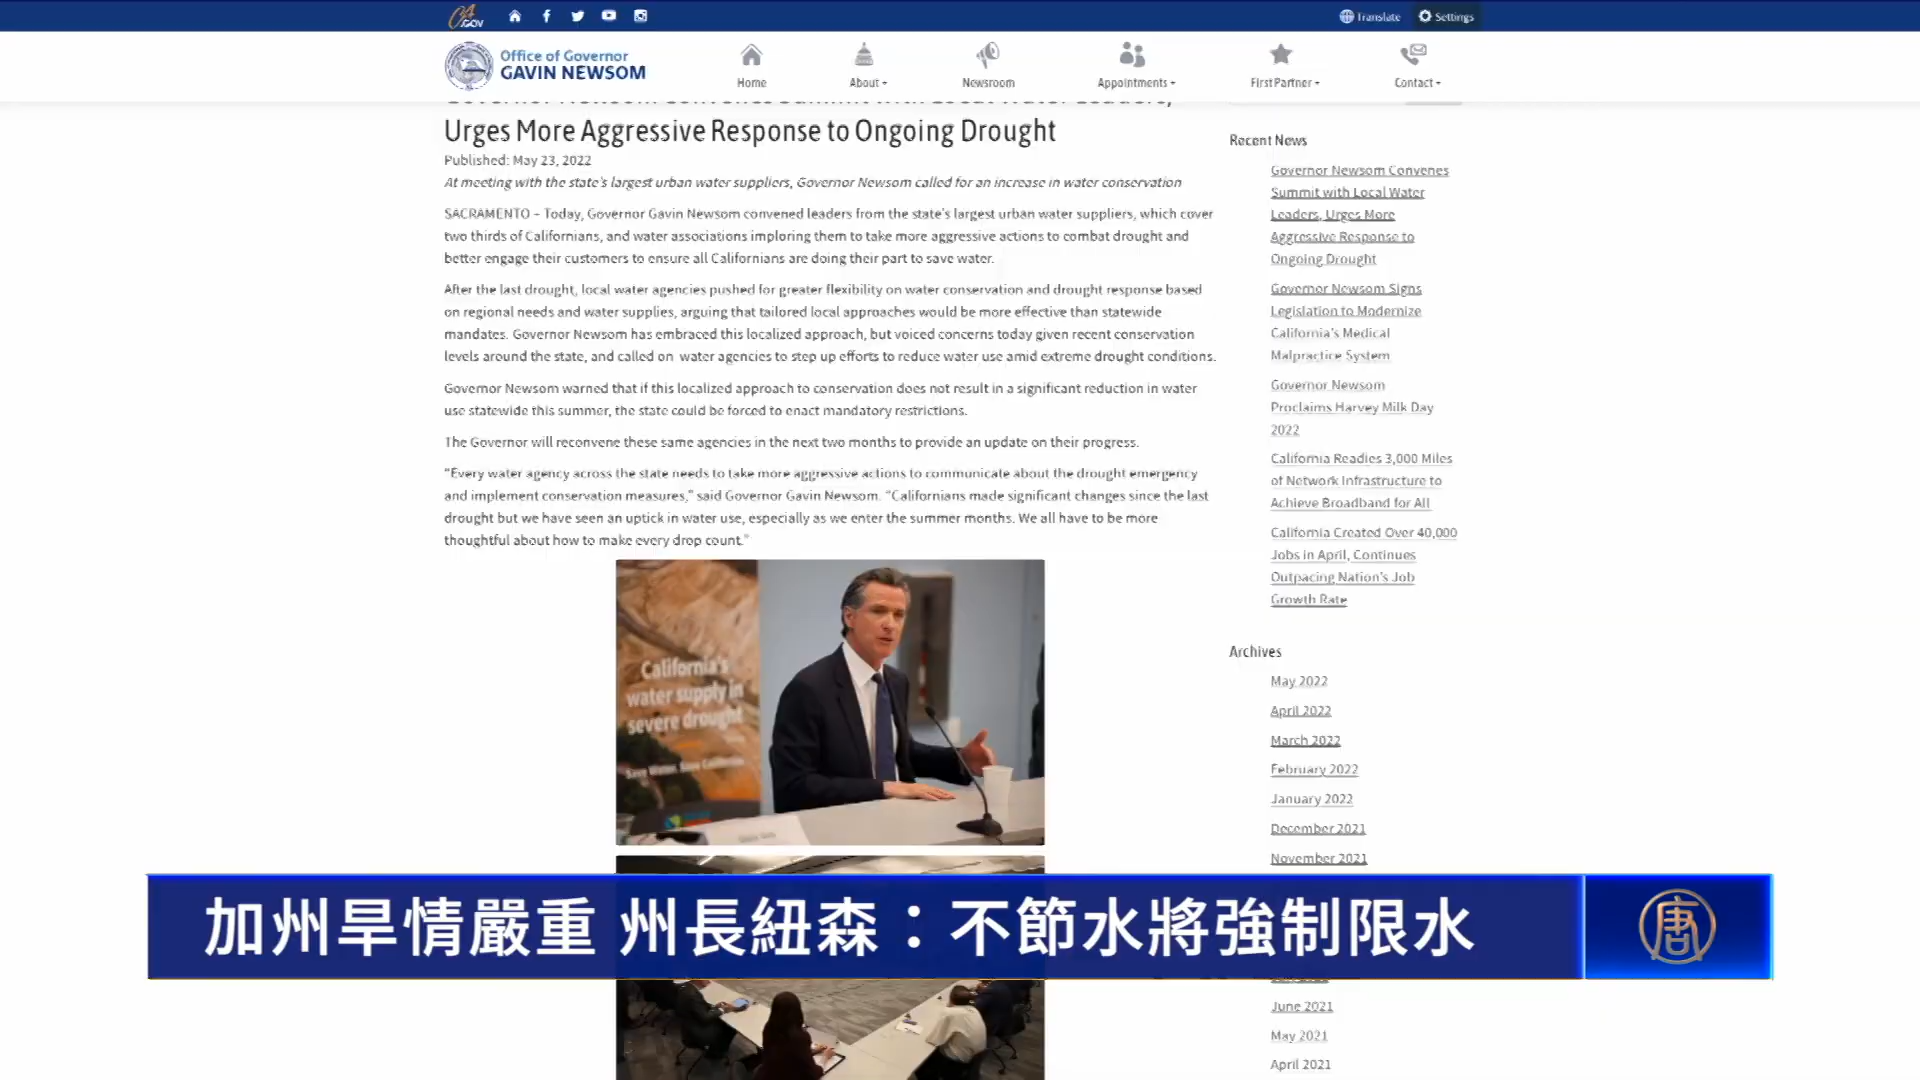 CA.GOV
Translate
Settings
Office of Governor
GAVIN NEWSOM
Home
About
Newsroom
Appointments
First Partner
Contact
Governor Newsom Convenes Summit with Local Water Leaders,
Urges More Aggressive Response to Ongoing Drought
Published: May 23, 2022
At meeting with the state's largest urban water suppliers, Governor Newsom called for an increase in water conservation
SACRAMENTO – Today, Governor Gavin Newsom convened leaders from the state's largest urban water suppliers, which cover
two thirds of Californians, and water associations imploring them to take more aggressive actions to combat drought and
better engage their customers to ensure all Californians are doing their part to save water.
After the last drought, local water agencies pushed for greater flexibility on water conservation and drought response based
on regional needs and water supplies, arguing that tailored local approaches would be more effective than statewide
mandates. Governor Newsom has embraced this localized approach, but voiced concerns today given recent conservation
levels around the state, and called on water agencies to step up efforts to reduce water use amid extreme drought conditions.
Governor Newsom warned that if this localized approach to conservation does not result in a significant reduction in water
use statewide this summer, the state could be forced to enact mandatory restrictions.
The Governor will reconvene these same agencies in the next two months to provide an update on their progress.
"Every water agency across the state needs to take more aggressive actions to communicate about the drought emergency
and implement conservation measures," said Governor Gavin Newsom. "Californians made significant changes since the last
drought but we have seen an uptick in water use, especially as we enter the summer months. We all have to be more
thoughtful about how to make every drop count."
California's
water supply in
severe drought
Recent News
Governor Newsom Convenes
Summit with Local Water
Leaders, Urges More
Aggressive Response to
Ongoing Drought
Governor Newsom Signs
Legislation to Modernize
California's Medical
Malpractice System
Governor Newsom
Proclaims Harvey Milk Day
2022
California Readies 3,000 Miles
of Network Infrastructure to
Achieve Broadband for All
California Created Over 40,000
Jobs in April, Continues
Outpacing Nation's Job
Growth Rate
Archives
May 2022
April 2022
March 2022
February 2022
January 2022
December 2021
November 2021
June 2021
May 2021
April 2021
加州旱情嚴重 州長紐森：不節水將強制限水
唐